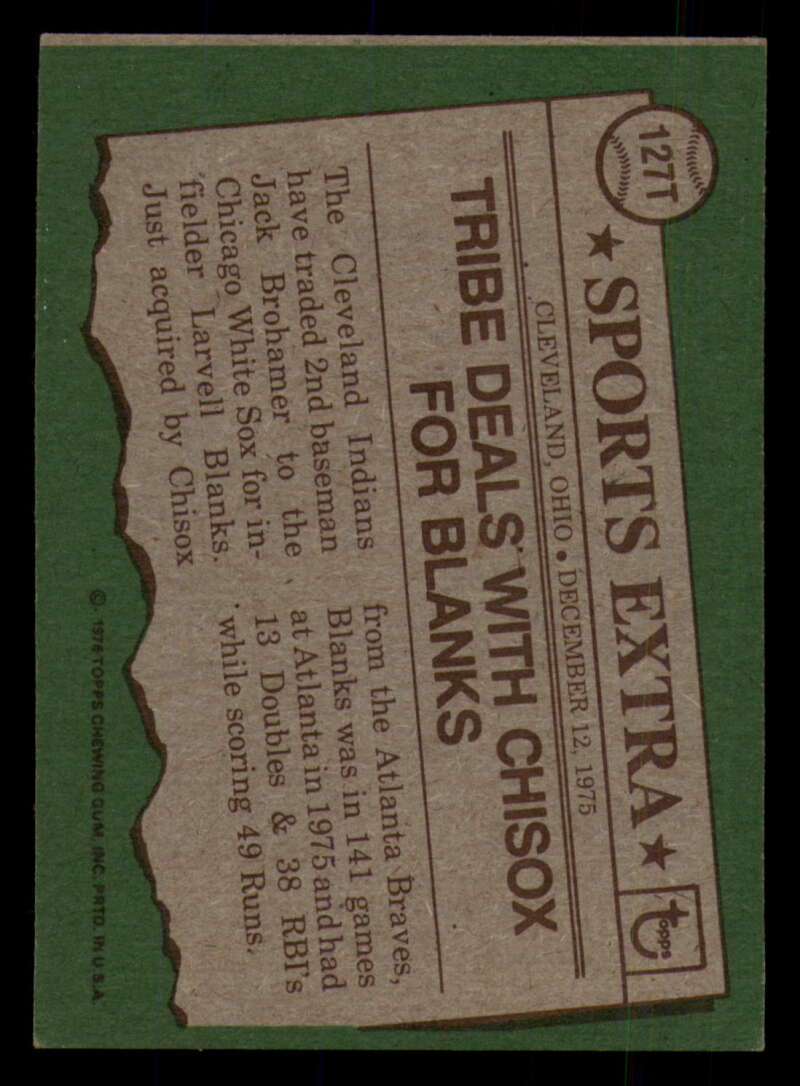 127T
★ SPORTS EXTRA ★
topps
CLEVELAND, OHIO • DECEMBER 12, 1975
TRIBE DEALS WITH CHISOX
FOR BLANKS
The Cleveland Indians
have traded 2nd baseman
Jack Brohamer to the
Chicago White Sox for in-
fielder Larvell Blanks.
Just acquired by Chisox
from the Atlanta Braves,
Blanks was in 141 games
at Atlanta in 1975 and had
13 Doubles & 38 RBI's
while scoring 49 Runs.
© 1976 TOPPS CHEWING GUM, INC. PRTD. IN U.S.A.